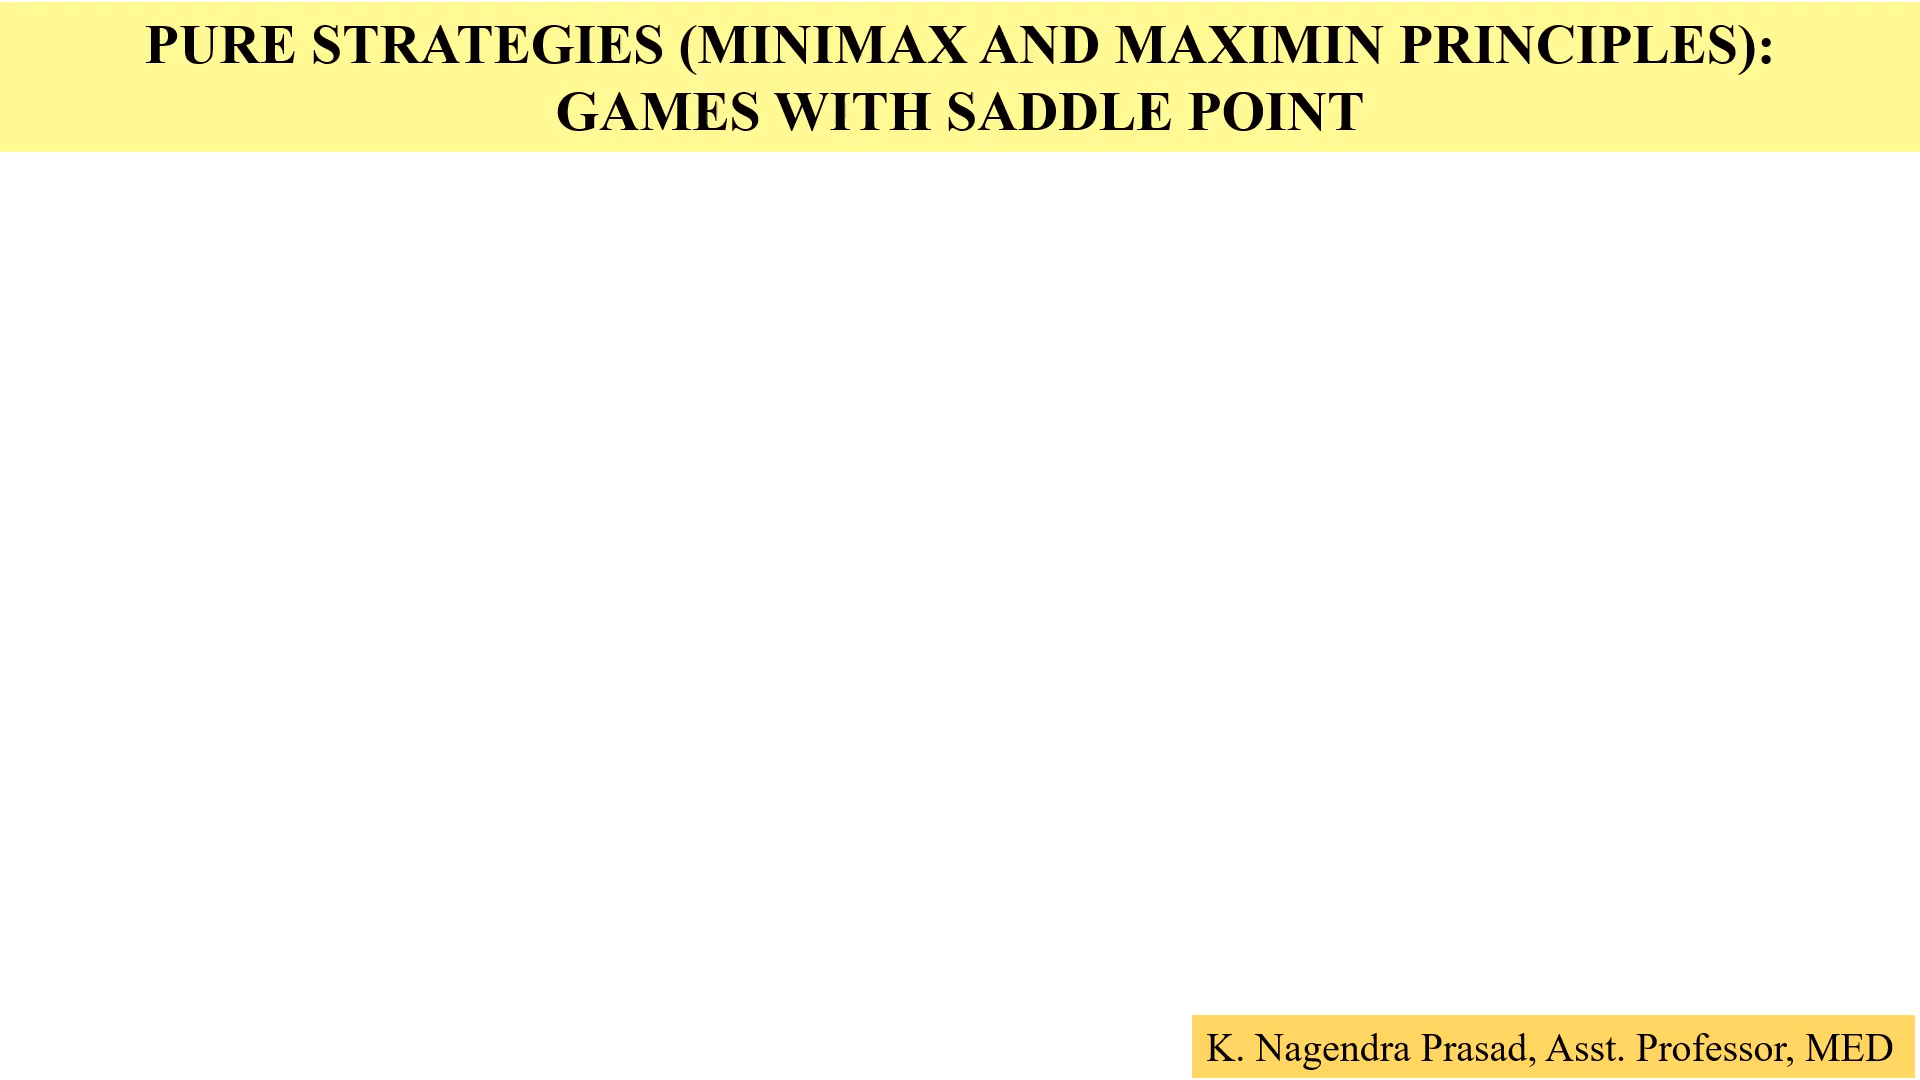 PURE STRATEGIES (MINIMAX AND MAXIMIN PRINCIPLES):
GAMES WITH SADDLE POINT
K. Nagendra Prasad, Asst. Professor, MED